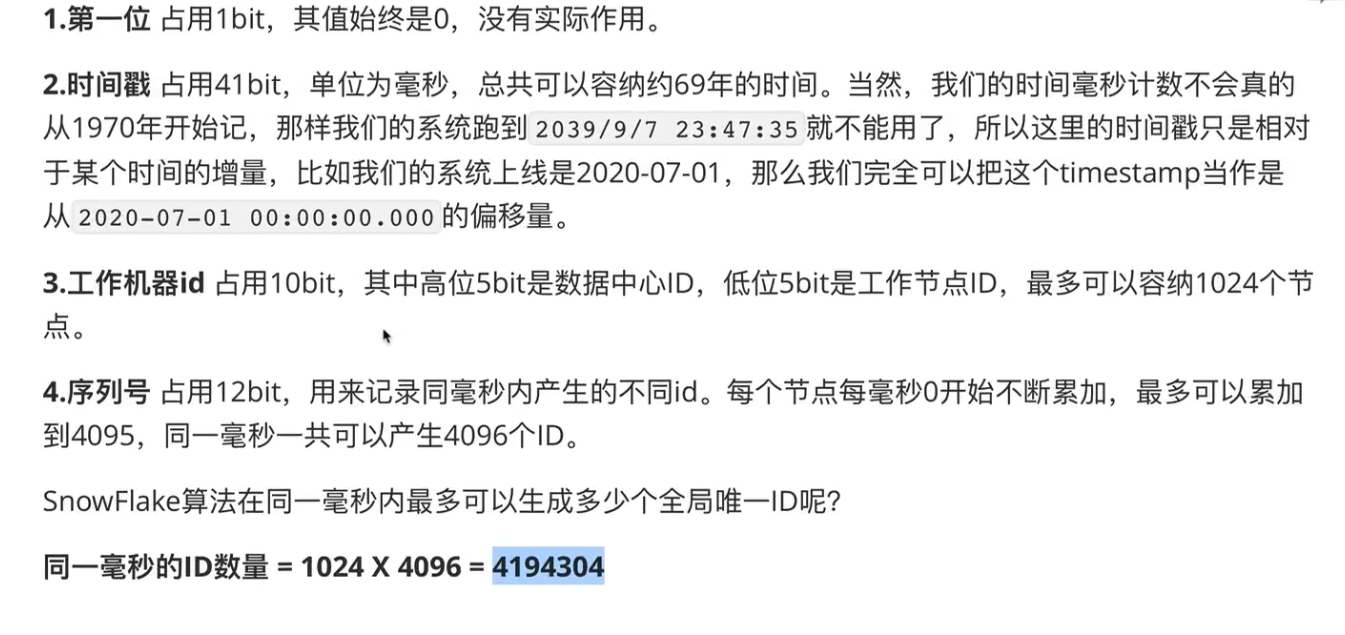 1.第一位 占用1bit，其值始终是0，没有实际作用。
2.时间戳 占用41bit，单位为毫秒，总共可以容纳约69年的时间。当然，我们的时间毫秒计数不会真的
从1970年开始记，那样我们的系统跑到 2039/9/7 23:47:35 就不能用了，所以这里的时间戳只是相对
于某个时间的增量，比如我们的系统上线是2020-07-01，那么我们完全可以把这个timestamp当作是
从 2020-07-01 00:00:00.000 的偏移量。
3.工作机器id 占用10bit，其中高位5bit是数据中心ID，低位5bit是工作节点ID，最多可以容纳1024个节
点。
4.序列号 占用12bit，用来记录同毫秒内产生的不同id。每个节点每毫秒0开始不断累加，最多可以累加
到4095，同一毫秒一共可以产生4096个ID。
SnowFlake算法在同一毫秒内最多可以生成多少个全局唯一ID呢？
同一毫秒的ID数量 = 1024 X 4096 = 4194304